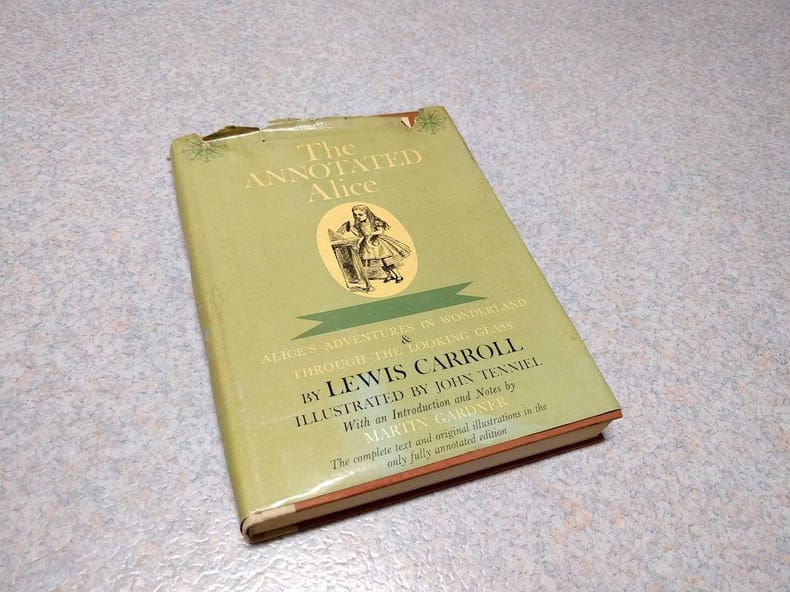 The
ANNOTATED
Alice
ALICE'S ADVENTURES IN WONDERLAND
&
THROUGH THE LOOKING GLASS
BY LEWIS CARROLL
ILLUSTRATED BY JOHN TENNIEL
With an Introduction and Notes by
MARTIN GARDNER
The complete text and original illustrations in the
only fully annotated edition